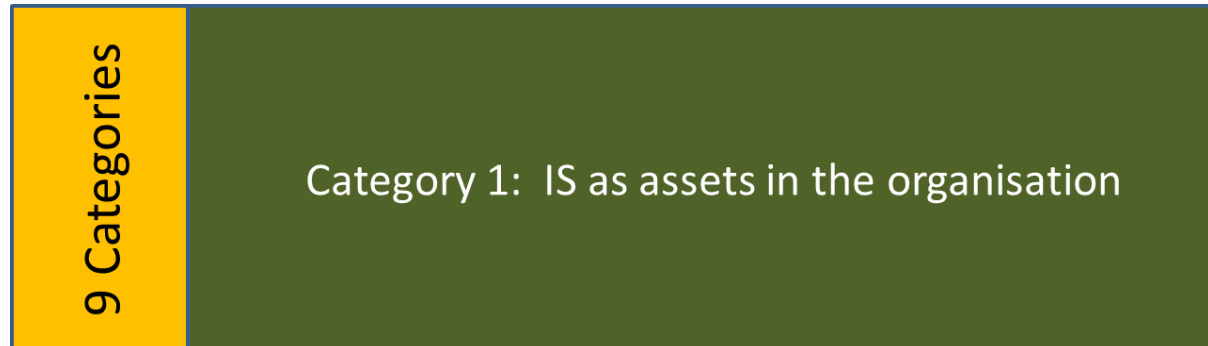 9 Categories
Category 1:  IS as assets in the organisation